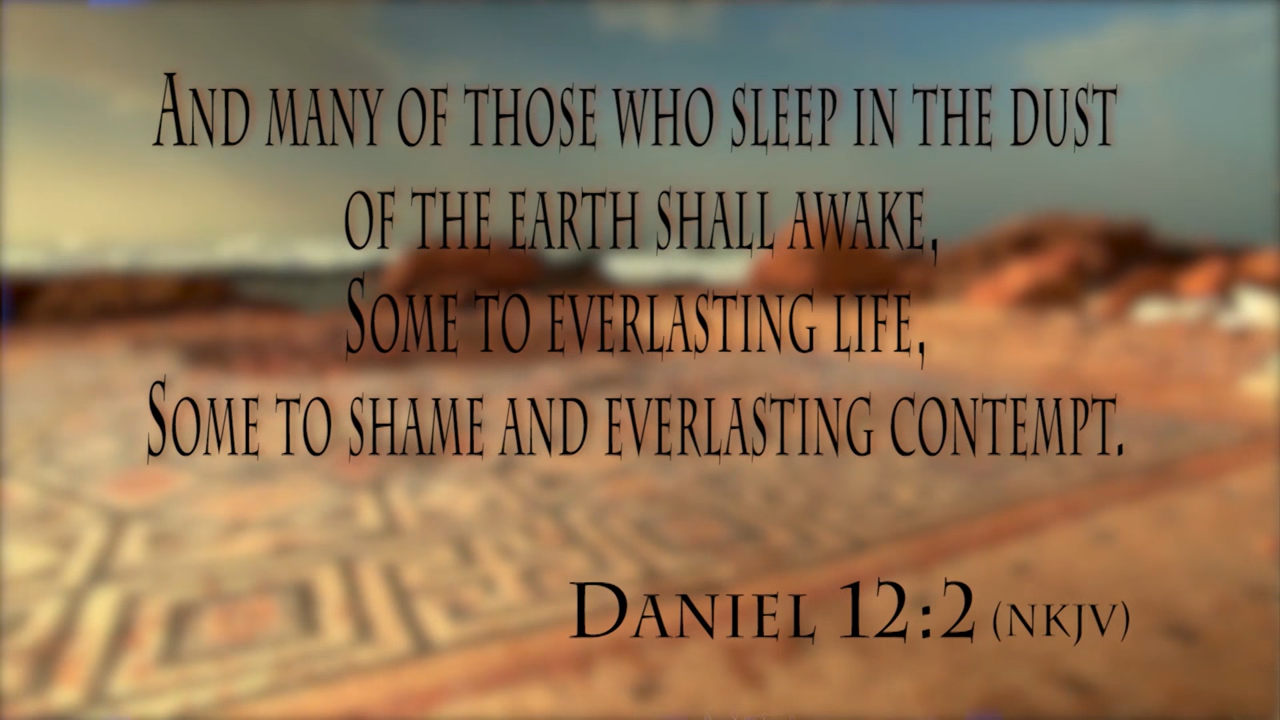 And many of those who sleep in the dust
of the earth shall awake,
Some to everlasting life,
Some to shame and everlasting contempt.
Daniel 12:2 (NKJV)